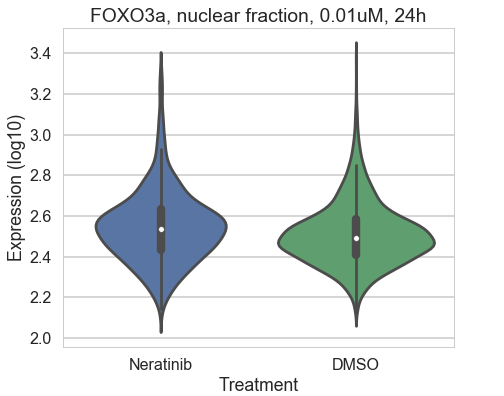 FOXO3a, nuclear fraction, 0.01uM, 24h
3.4
3.2
3.0
2.8
2.6
2.4
2.2
2.0
Expression (log10)
Neratinib DMSO
Treatment